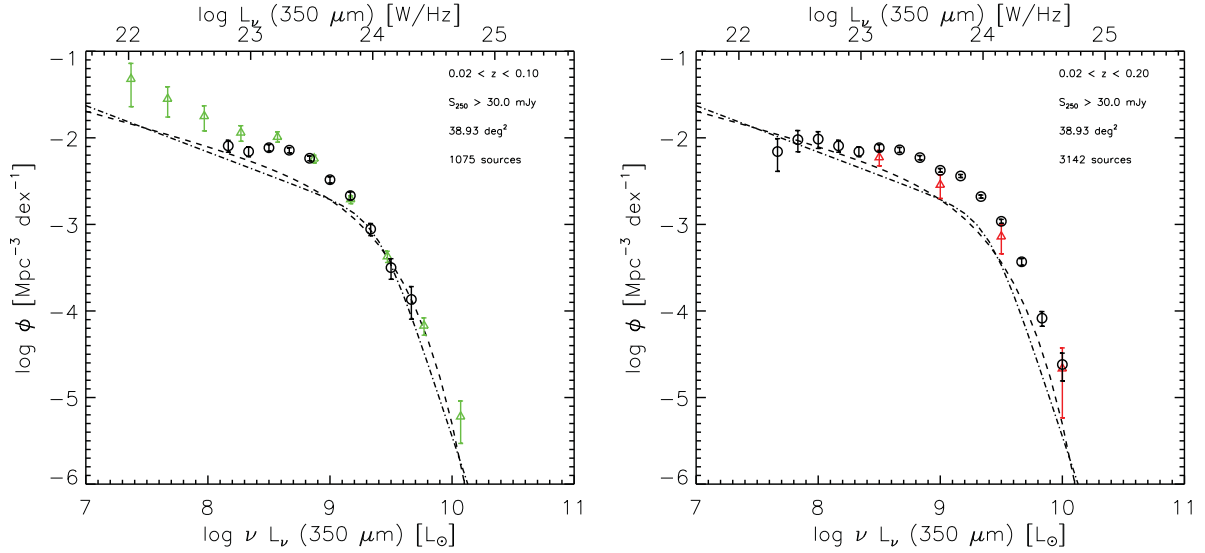 log L_ν (350 μm) [W/Hz]
22 23 24 25
0.02 < z < 0.10
S_250 > 30.0 mJy
38.93 deg²
1075 sources
log ϕ [Mpc⁻³ dex⁻¹]
−1
−2
−3
−4
−5
−6
7 8 9 10 11
log ν L_ν (350 μm) [L_⊙]
log L_ν (350 μm) [W/Hz]
22 23 24 25
0.02 < z < 0.20
S_250 > 30.0 mJy
38.93 deg²
3142 sources
log ϕ [Mpc⁻³ dex⁻¹]
−1
−2
−3
−4
−5
−6
7 8 9 10 11
log ν L_ν (350 μm) [L_⊙]